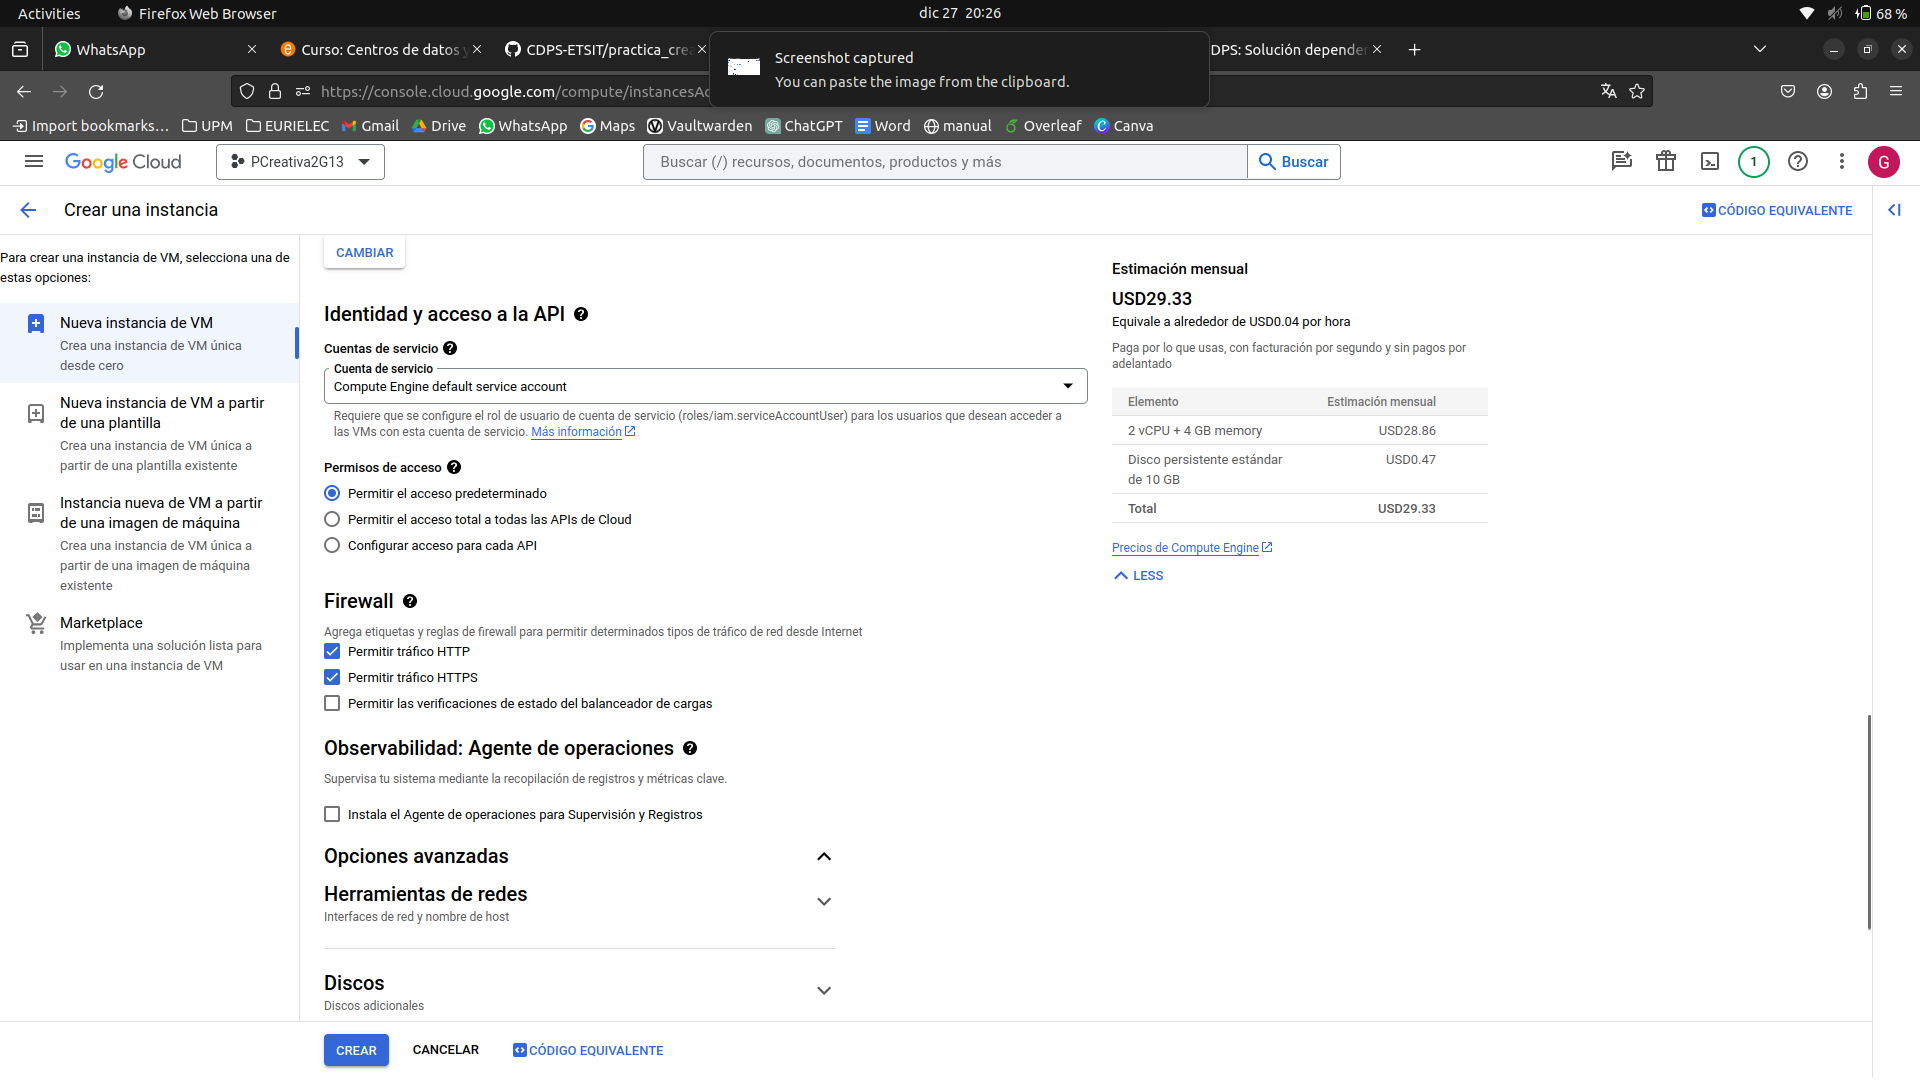 Activities
Firefox Web Browser
dic 27 20:26
68 %
WhatsApp
Curso: Centros de datos y
CDPS-ETSIT/practica_crea
DPS: Solución depender
Screenshot captured
You can paste the image from the clipboard.
https://console.cloud.google.com/compute/instancesAd
Import bookmarks...
UPM
EURIELEC
Gmail
Drive
WhatsApp
Maps
Vaultwarden
ChatGPT
Word
manual
Overleaf
Canva
Google Cloud
PCreativa2G13
Buscar (/) recursos, documentos, productos y más
Buscar
1
G
Crear una instancia
CÓDIGO EQUIVALENTE
Para crear una instancia de VM, selecciona una de
estas opciones:
Nueva instancia de VM
Crea una instancia de VM única
desde cero
Nueva instancia de VM a partir
de una plantilla
Crea una instancia de VM única a
partir de una plantilla existente
Instancia nueva de VM a partir
de una imagen de máquina
Crea una instancia de VM única a
partir de una imagen de máquina
existente
Marketplace
Implementa una solución lista para
usar en una instancia de VM
CAMBIAR
Identidad y acceso a la API
Cuentas de servicio
Cuenta de servicio
Compute Engine default service account
Requiere que se configure el rol de usuario de cuenta de servicio (roles/iam.serviceAccountUser) para los usuarios que desean acceder a
las VMs con esta cuenta de servicio. Más información
Permisos de acceso
Permitir el acceso predeterminado
Permitir el acceso total a todas las APIs de Cloud
Configurar acceso para cada API
Firewall
Agrega etiquetas y reglas de firewall para permitir determinados tipos de tráfico de red desde Internet
Permitir tráfico HTTP
Permitir tráfico HTTPS
Permitir las verificaciones de estado del balanceador de cargas
Observabilidad: Agente de operaciones
Supervisa tu sistema mediante la recopilación de registros y métricas clave.
Instala el Agente de operaciones para Supervisión y Registros
Opciones avanzadas
Herramientas de redes
Interfaces de red y nombre de host
Discos
Discos adicionales
CREAR
CANCELAR
CÓDIGO EQUIVALENTE
Estimación mensual
USD29.33
Equivale a alrededor de USD0.04 por hora
Paga por lo que usas, con facturación por segundo y sin pagos por
adelantado
Elemento Estimación mensual
2 vCPU + 4 GB memory USD28.86
Disco persistente estándar USD0.47
de 10 GB
Total USD29.33
Precios de Compute Engine
LESS